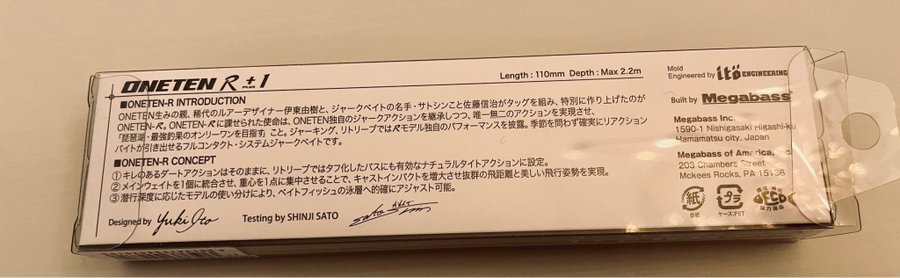 ONETEN R +1
PLUS
Length : 110mm Depth : Max 2.2m
■ONETEN-R INTRODUCTION
ONETEN生みの親、稀代のルアーデザイナー伊東由樹と、ジャークベイトの名手・サトシンこと佐藤信治がタッグを組み、特別に作り上げたのが
ONETEN-R。ONETEN-Rに課せられた使命は、ONETEN独自のジャークアクションを継承しつつ、唯一無二のアクションを実現させ、
「琵琶湖・最強釣果のオンリーワンを目指す」こと。ジャーキング、リトリーブではRモデル独自のパフォーマンスを披露。季節を問わず確実にリアクション
バイトが引き出せるフルコンタクト・システムジャークベイトです。
■ONETEN-R CONCEPT
①キレのあるダートアクションはそのままに、リトリーブではタフ化したバスにも有効なナチュラルタイトアクションに設定。
②メインウェイトを1個に統合させ、重心を1点に集中させることで、キャストインパクトを増大させ抜群の飛距離と美しい飛行姿勢を実現。
③潜行深度に応じたモデルの使い分けにより、ベイトフィッシュの泳層へ的確にアジャスト可能。
Designed by Yuki Ito
Testing by SHINJI SATO
Mold
Engineered by itö ENGINEERING
Built by Megabass
Megabass Inc.
1590-1 Nishigasaki Higashi-ku
Hamamatsu city, Japan
Megabass of America, Inc.
203 Chambers Street
Mckees Rocks, PA 15136
紙
台紙
プラ
ケース:PET
ECO
協力商品